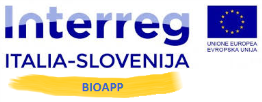 Interreg
UNIONE EUROPEA
EVROPSKA UNIJA
ITALIA-SLOVENIJA
BIOAPP